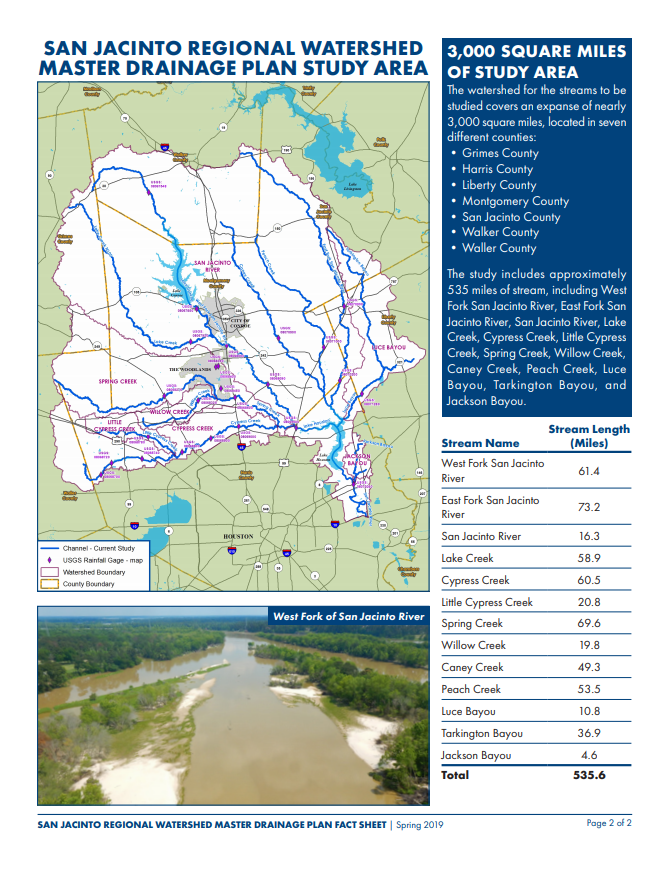 SAN JACINTO REGIONAL WATERSHED
MASTER DRAINAGE PLAN STUDY AREA
Lake
Livingston
SAN JACINTO
RIVER
CITY OF
CONROE
THE WOODLANDS
LUCE BAYOU
SPRING CREEK
WILLOW CREEK
LITTLE
CYPRESS CREEK
CYPRESS CREEK
JACKSON
BAYOU
HOUSTON
Channel - Current Study
USGS Rainfall Gage - map
Watershed Boundary
County Boundary
West Fork of San Jacinto River
3,000 SQUARE MILES
OF STUDY AREA
The watershed for the streams to be
studied covers an expanse of nearly
3,000 square miles, located in seven
different counties:
• Grimes County
• Harris County
• Liberty County
• Montgomery County
• San Jacinto County
• Walker County
• Waller County
The study includes approximately
535 miles of stream, including West
Fork San Jacinto River, East Fork San
Jacinto River, San Jacinto River, Lake
Creek, Cypress Creek, Little Cypress
Creek, Spring Creek, Willow Creek,
Caney Creek, Peach Creek, Luce
Bayou, Tarkington Bayou, and
Jackson Bayou.
Stream Name Stream Length
(Miles)
West Fork San Jacinto
River 61.4
East Fork San Jacinto
River 73.2
San Jacinto River 16.3
Lake Creek 58.9
Cypress Creek 60.5
Little Cypress Creek 20.8
Spring Creek 69.6
Willow Creek 19.8
Caney Creek 49.3
Peach Creek 53.5
Luce Bayou 10.8
Tarkington Bayou 36.9
Jackson Bayou 4.6
Total 535.6
SAN JACINTO REGIONAL WATERSHED MASTER DRAINAGE PLAN FACT SHEET | Spring 2019
Page 2 of 2